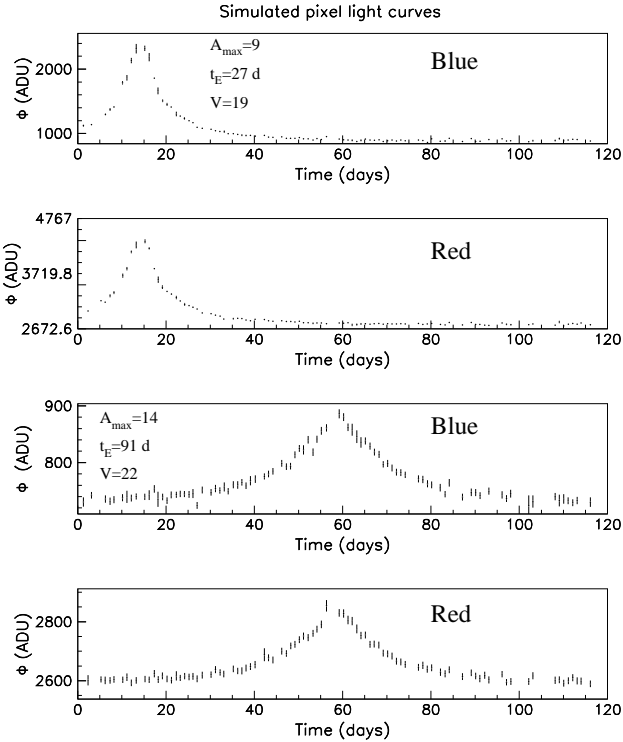 Simulated pixel light curves
A_max=9
Blue
t_E=27 d
V=19
2000
1000
Φ (ADU)
0 20 40 60 80 100 120
Time (days)
4767
Red
3719.8
2672.6
Φ (ADU)
0 20 40 60 80 100 120
Time (days)
900
A_max=14
Blue
t_E=91 d
800
V=22
Φ (ADU)
0 20 40 60 80 100 120
Time (days)
Red
2800
2600
Φ (ADU)
0 20 40 60 80 100 120
Time (days)